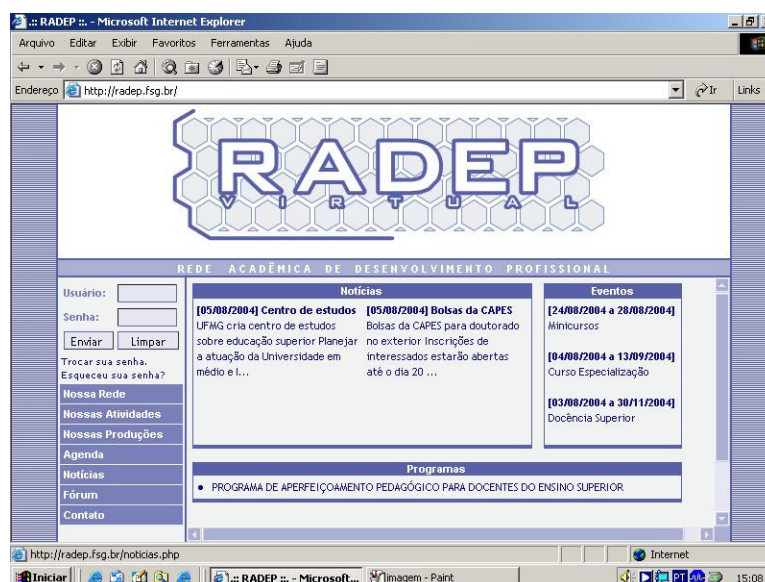 .:: RADEP ::. - Microsoft Internet Explorer
Arquivo Editar Exibir Favoritos Ferramentas Ajuda
Endereço http://radep.fsg.br/ Ir Links
RADEP
VIRTUAL
REDE ACADÊMICA DE DESENVOLVIMENTO PROFISSIONAL
Usuário:
Senha:
Enviar Limpar
Trocar sua senha.
Esqueceu sua senha?
Nossa Rede
Nossas Atividades
Nossas Produções
Agenda
Notícias
Fórum
Contato
Notícias
[05/08/2004] Centro de estudos
UFMG cria centro de estudos
sobre educação superior Planejar
a atuação da Universidade em
médio e l...
[05/08/2004] Bolsas da CAPES
Bolsas da CAPES para doutorado
no exterior Inscrições de
interessados estarão abertas
até o dia 20 ...
Eventos
[24/08/2004 a 28/08/2004]
Minicursos
[04/08/2004 a 13/09/2004]
Curso Especialização
[03/08/2004 a 30/11/2004]
Docência Superior
Programas
• PROGRAMA DE APERFEIÇOAMENTO PEDAGÓGICO PARA DOCENTES DO ENSINO SUPERIOR
http://radep.fsg.br/noticias.php Internet
Iniciar .:: RADEP ::. - Microsoft... imagem - Paint PT 15:08